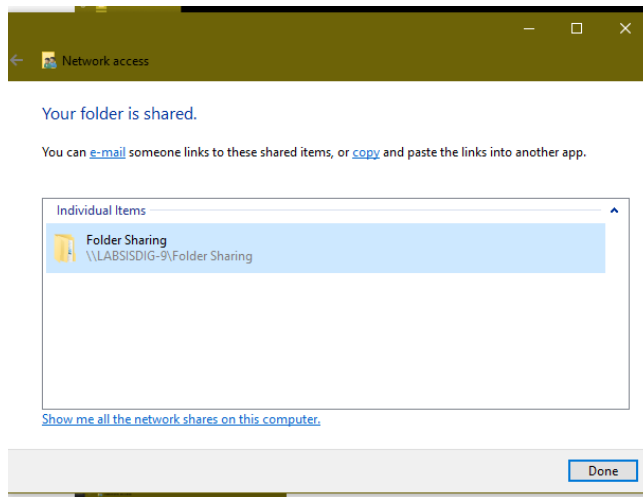 Network access
Your folder is shared.
You can e-mail someone links to these shared items, or copy and paste the links into another app.
Individual Items
Folder Sharing
\\LABSISDIG-9\Folder Sharing
Show me all the network shares on this computer.
Done